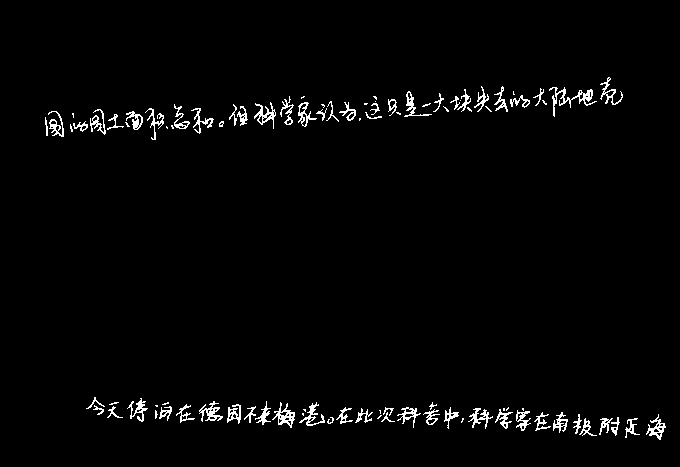 国的国土面积总和。但科学家认为,这只是一大块失去的大陆地壳
今天停泊在德国不来梅港。在此次科考中,科学家在南极附近海